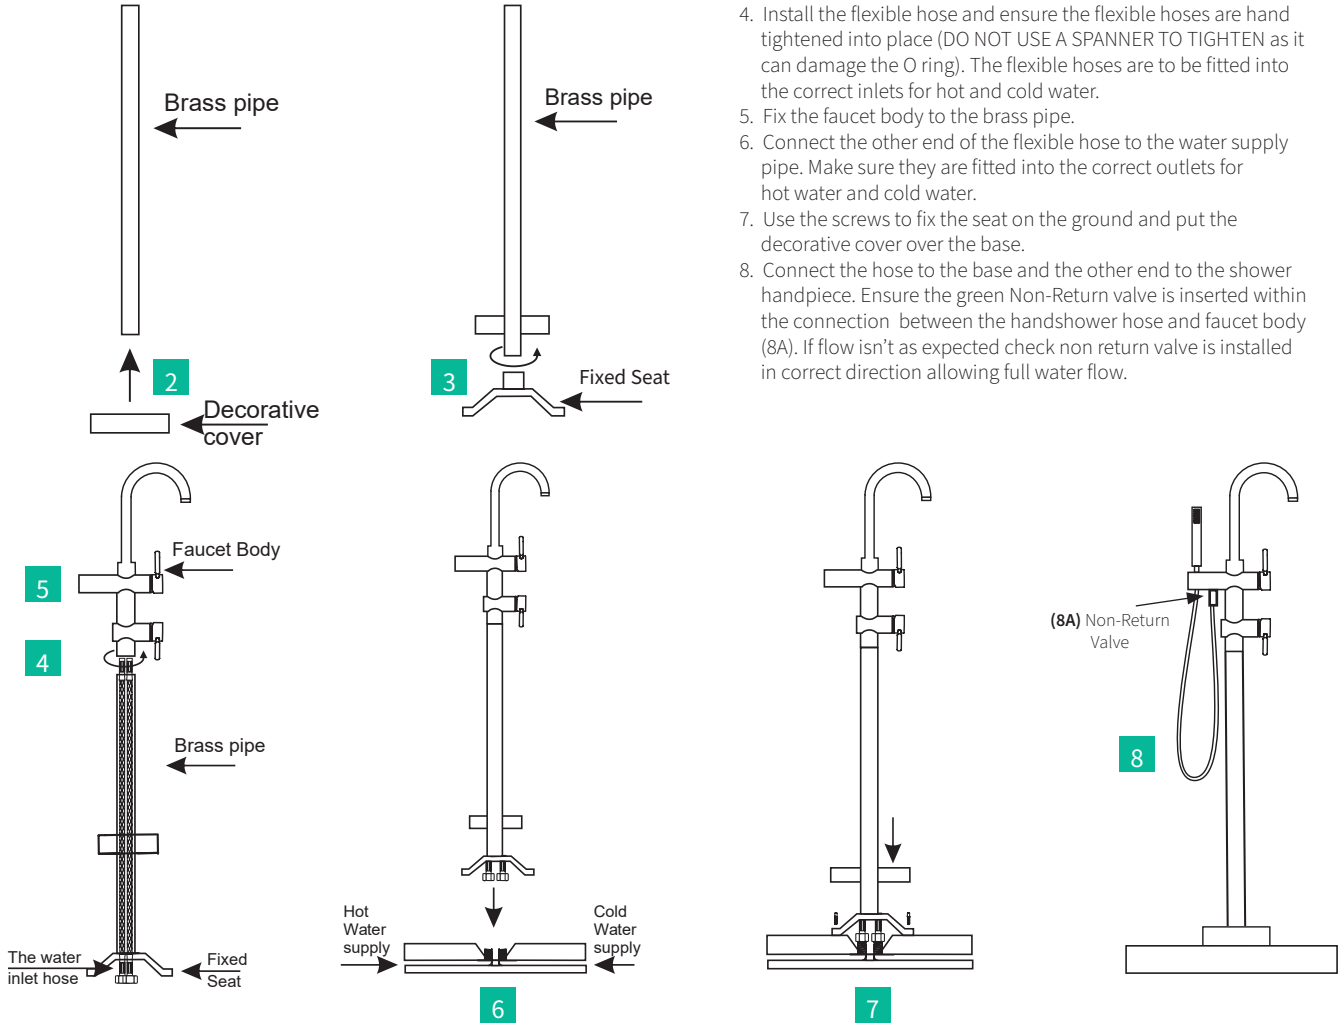 Brass pipe
2
Decorative
cover
Brass pipe
3
Fixed Seat
4. Install the flexible hose and ensure the flexible hoses are hand
tightened into place (DO NOT USE A SPANNER TO TIGHTEN as it
can damage the O ring). The flexible hoses are to be fitted into
the correct inlets for hot and cold water.
5. Fix the faucet body to the brass pipe.
6. Connect the other end of the flexible hose to the water supply
pipe. Make sure they are fitted into the correct outlets for
hot water and cold water.
7. Use the screws to fix the seat on the ground and put the
decorative cover over the base.
8. Connect the hose to the base and the other end to the shower
handpiece. Ensure the green Non-Return valve is inserted within
the connection between the handshower hose and faucet body
(8A). If flow isn't as expected check non return valve is installed
in correct direction allowing full water flow.
Faucet Body
5
4
Brass pipe
The water
inlet hose
Fixed
Seat
Hot
Water
supply
Cold
Water
supply
6
7
(8A) Non-Return
Valve
8